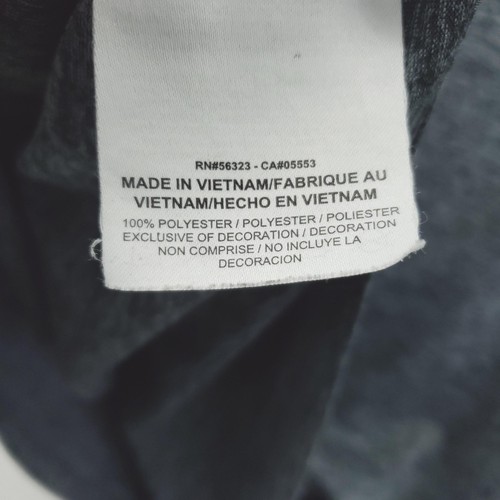 RN#56323 - CA#05553
MADE IN VIETNAM/FABRIQUE AU
VIETNAM/HECHO EN VIETNAM
100% POLYESTER / POLYESTER / POLIESTER
EXCLUSIVE OF DECORATION / DECORATION
NON COMPRISE / NO INCLUYE LA
DECORACION